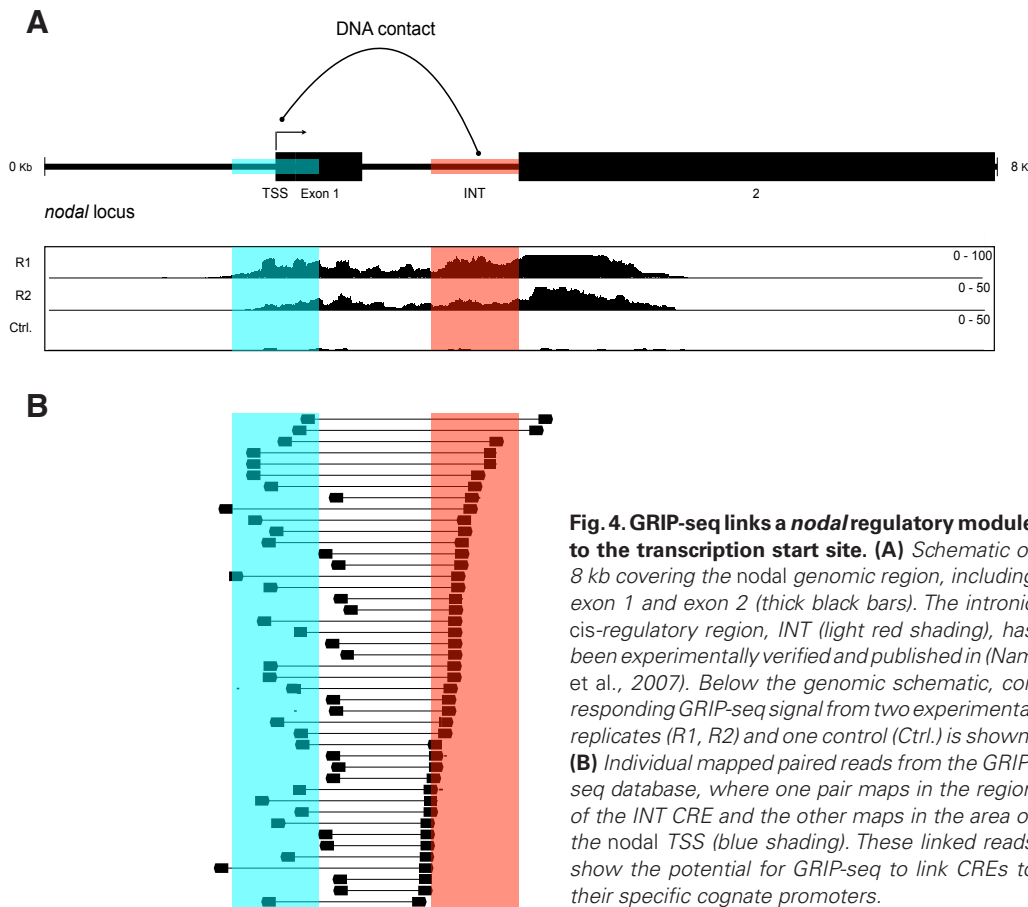 A
DNA contact
0 Kb
8 K
TSS Exon 1 INT 2
nodal locus
R1
0 - 100
R2
0 - 50
Ctrl.
0 - 50
B
Fig. 4. GRIP-seq links a nodal regulatory module
to the transcription start site. (A) Schematic o
8 kb covering the nodal genomic region, including
exon 1 and exon 2 (thick black bars). The intronic
cis-regulatory region, INT (light red shading), has
been experimentally verified and published in (Nam
et al., 2007). Below the genomic schematic, cor
responding GRIP-seq signal from two experimental
replicates (R1, R2) and one control (Ctrl.) is shown
(B) Individual mapped paired reads from the GRIP
seq database, where one pair maps in the region
of the INT CRE and the other maps in the area o
the nodal TSS (blue shading). These linked reads
show the potential for GRIP-seq to link CREs to
their specific cognate promoters.